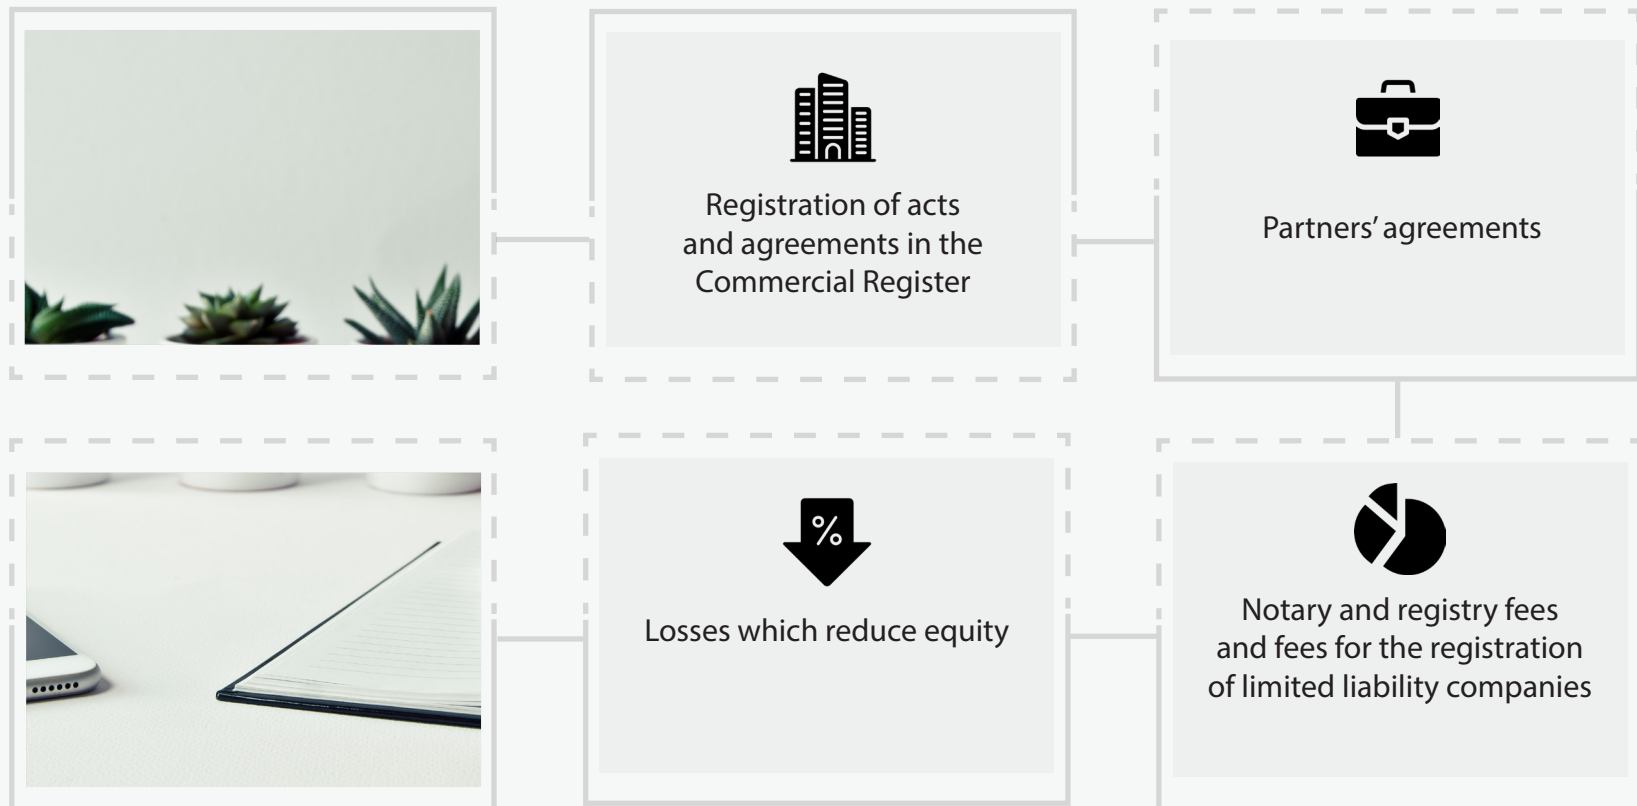 Registration of acts
and agreements in the
Commercial Register
Partners’ agreements
%
Losses which reduce equity
Notary and registry fees
and fees for the registration
of limited liability companies